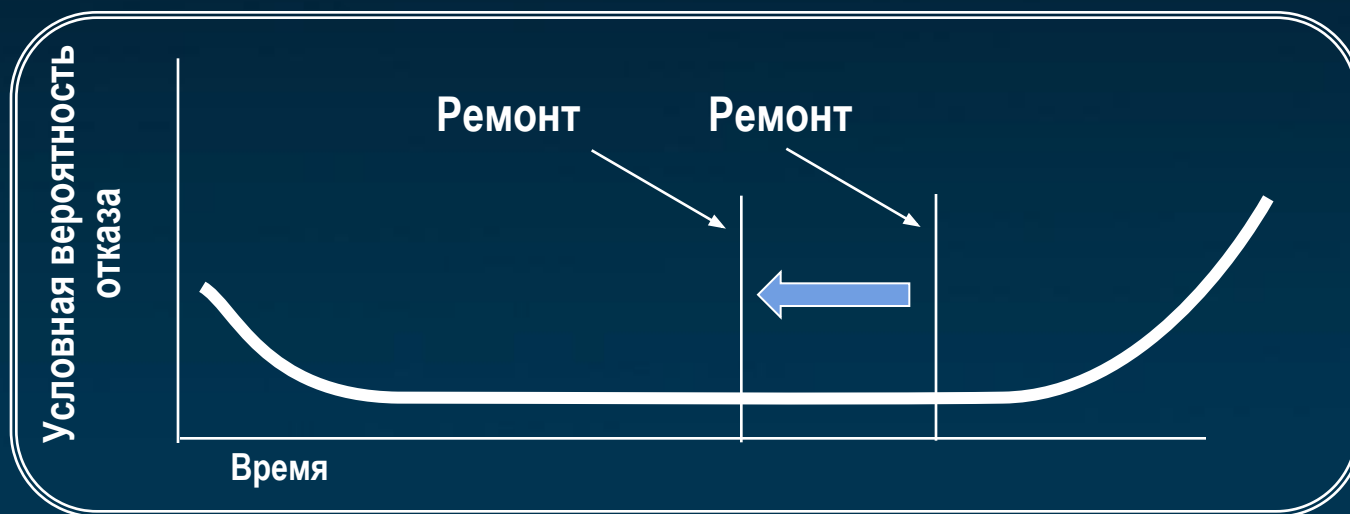 Условная вероятность
отказа
Ремонт
Ремонт
Время